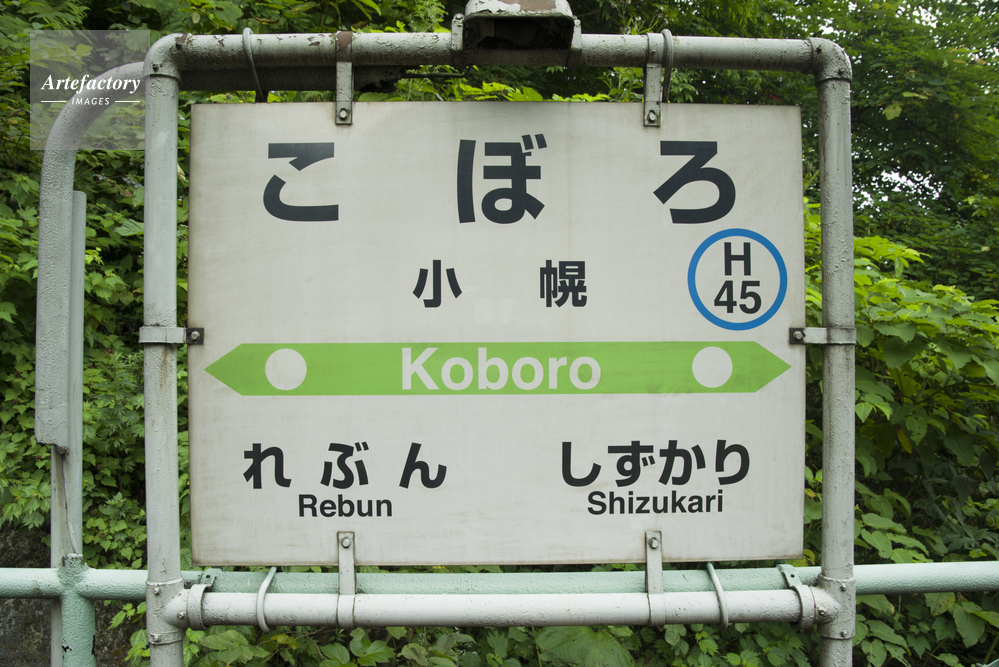 Artefactory
IMAGES
こぼろ
小幌
H
45
Koboro
れぶん しずかり
Rebun Shizukari